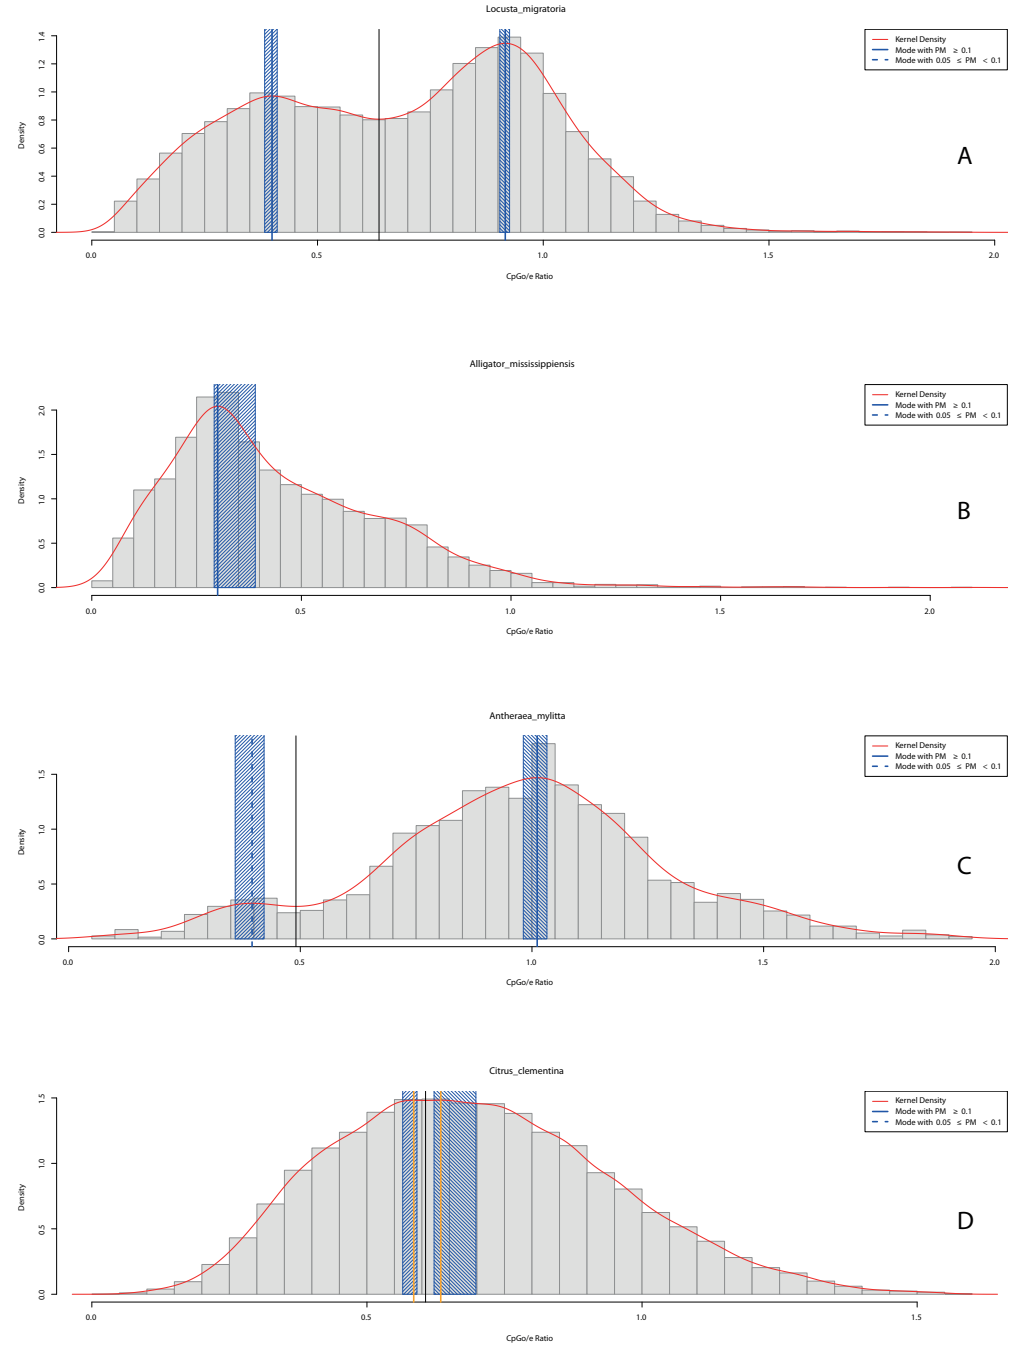 Locusta_migratoria
Kernel Density
Mode with PM ≥ 0.1
Mode with 0.05 ≤ PM < 0.1
Density
0.0 0.2 0.4 0.6 0.8 1.0 1.2 1.4
A
0.0 0.5 1.0 1.5 2.0
CpGo/e Ratio
Alligator_mississippiensis
Kernel Density
Mode with PM ≥ 0.1
Mode with 0.05 ≤ PM < 0.1
Density
0.0 0.5 1.0 1.5 2.0
B
0.0 0.5 1.0 1.5 2.0
CpGo/e Ratio
Antheraea_mylitta
Kernel Density
Mode with PM ≥ 0.1
Mode with 0.05 ≤ PM < 0.1
Density
0.0 0.5 1.0 1.5
C
0.0 0.5 1.0 1.5 2.0
CpGo/e Ratio
Citrus_clementina
Kernel Density
Mode with PM ≥ 0.1
Mode with 0.05 ≤ PM < 0.1
Density
0.0 0.5 1.0 1.5
D
0.0 0.5 1.0 1.5
CpGo/e Ratio